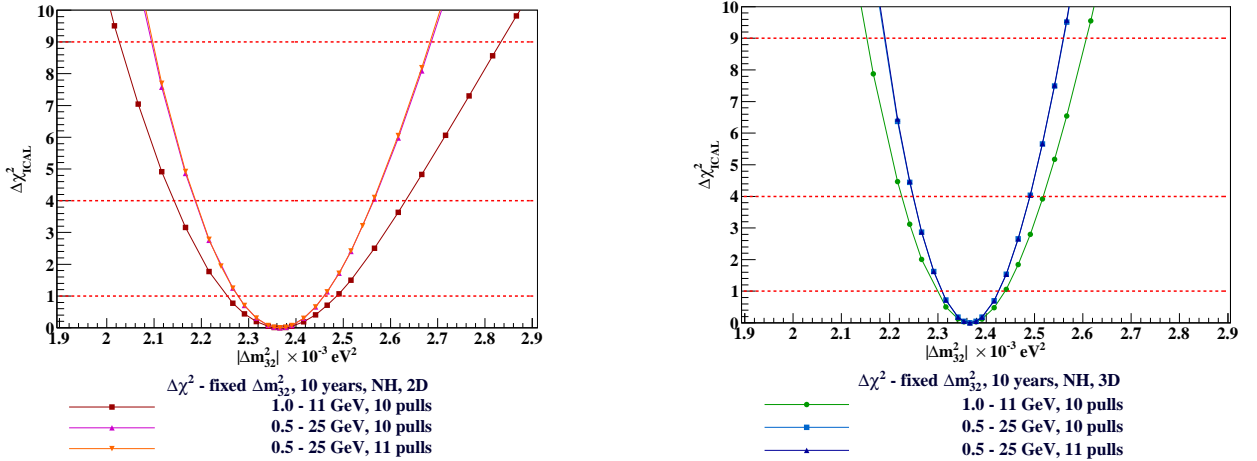 10
9
8
7
6
5
4
3
2
1
0
Δχ²ICAL
1.9 2 2.1 2.2 2.3 2.4 2.5 2.6 2.7 2.8 2.9
|Δm²32| × 10⁻³ eV²
Δχ² - fixed Δm²32, 10 years, NH, 2D
1.0 - 11 GeV, 10 pulls
0.5 - 25 GeV, 10 pulls
0.5 - 25 GeV, 11 pulls
10
9
8
7
6
5
4
3
2
1
0
Δχ²ICAL
1.9 2 2.1 2.2 2.3 2.4 2.5 2.6 2.7 2.8 2.9
|Δm²32| × 10⁻³ eV²
Δχ² - fixed Δm²32, 10 years, NH, 3D
1.0 - 11 GeV, 10 pulls
0.5 - 25 GeV, 10 pulls
0.5 - 25 GeV, 11 pulls